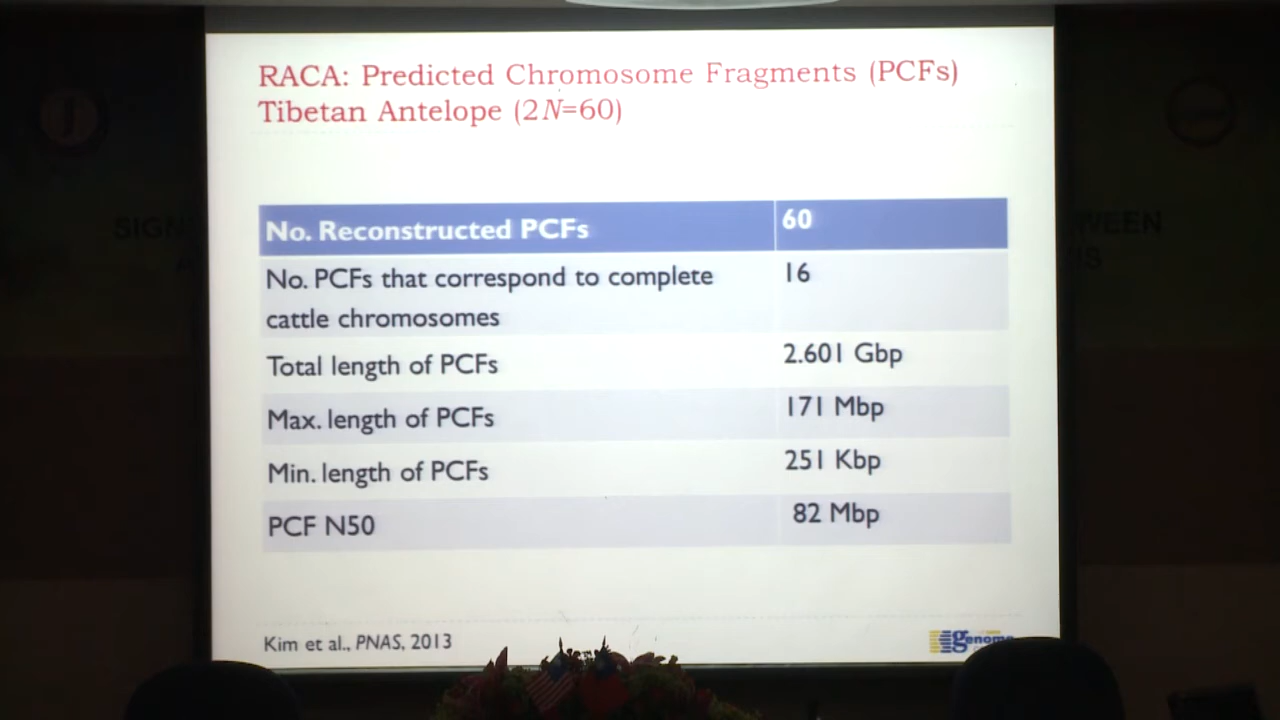 RACA: Predicted Chromosome Fragments (PCFs)
Tibetan Antelope (2N=60)
No. Reconstructed PCFs 60
No. PCFs that correspond to complete 16
cattle chromosomes
Total length of PCFs 2.601 Gbp
Max. length of PCFs 171 Mbp
Min. length of PCFs 251 Kbp
PCF N50 82 Mbp
Kim et al., PNAS, 2013
genome
SIGN